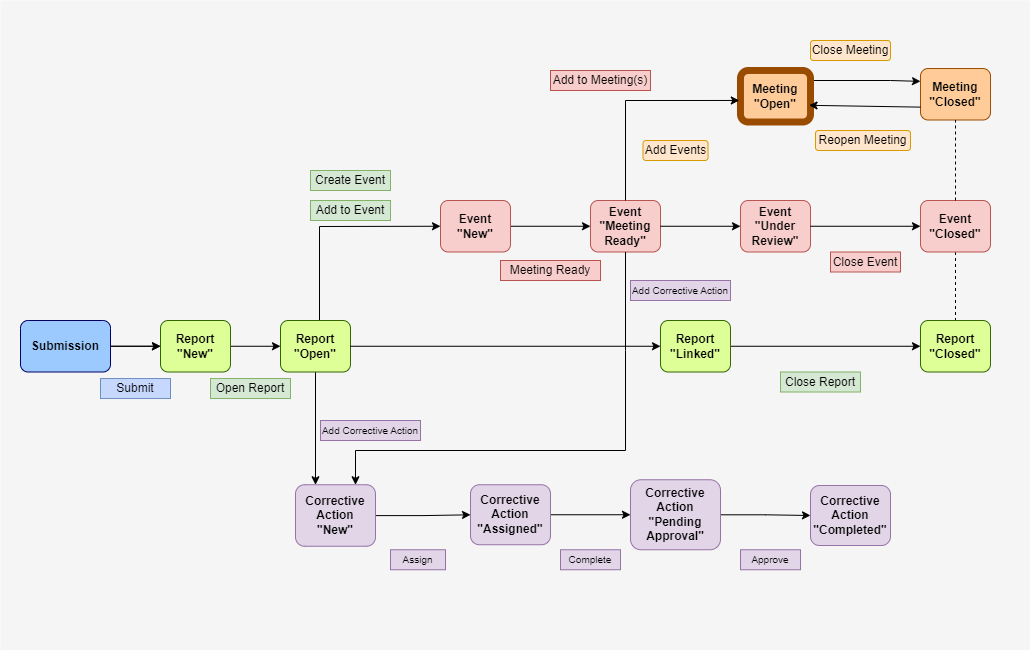 Close Meeting
Add to Meeting(s)
Meeting
"Open"
Meeting
"Closed"
Reopen Meeting
Add Events
Create Event
Add to Event
Event
"New"
Event
"Meeting
Ready"
Event
"Under
Review"
Event
"Closed"
Meeting Ready
Close Event
Add Corrective Action
Submission
Report
"New"
Report
"Open"
Report
"Linked"
Report
"Closed"
Submit
Open Report
Close Report
Add Corrective Action
Corrective
Action
"New"
Corrective
Action
"Assigned"
Corrective
Action
"Pending
Approval"
Corrective
Action
"Completed"
Assign
Complete
Approve